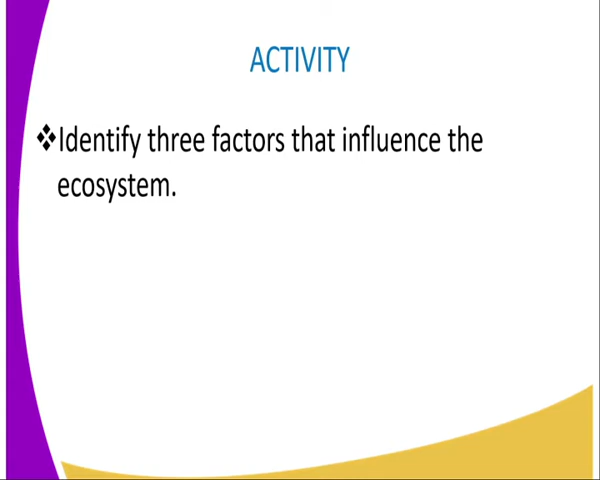 ACTIVITY
❖Identify three factors that influence the
ecosystem.